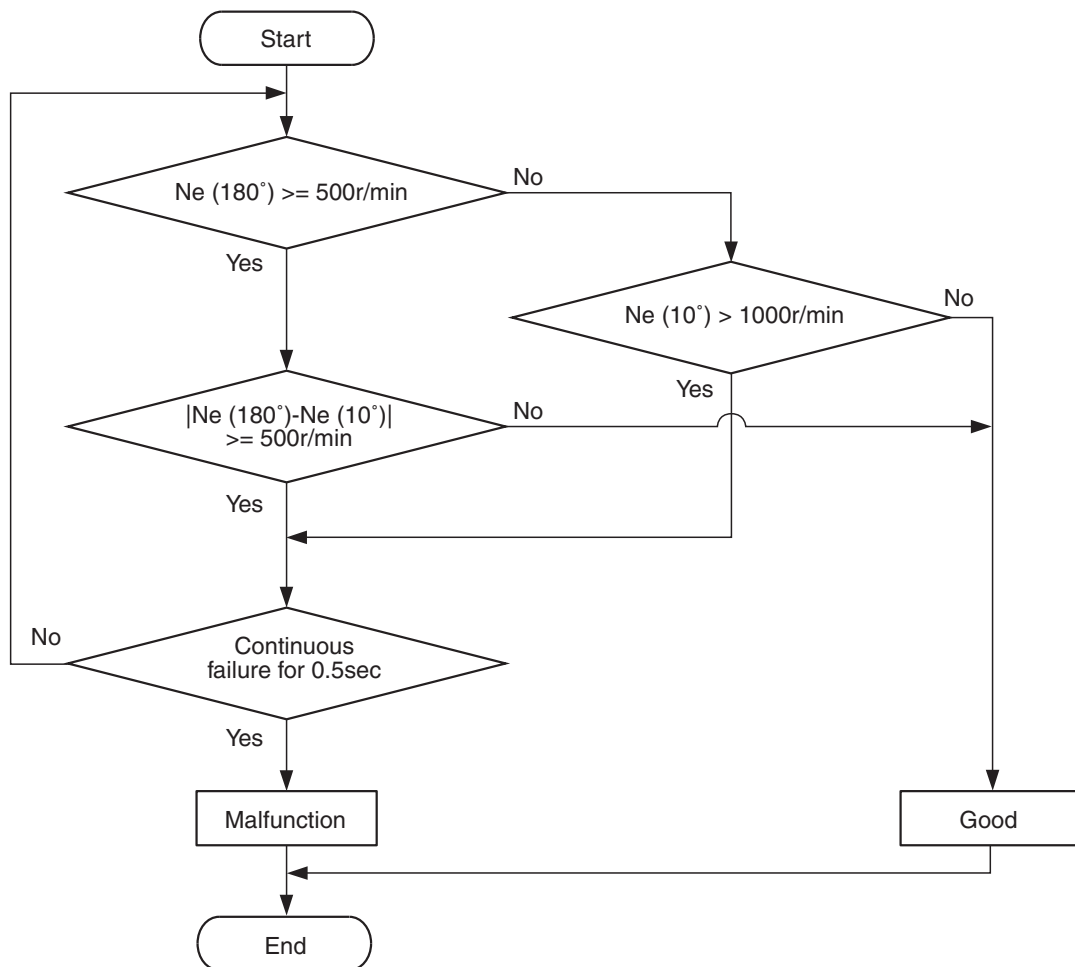 Start
Ne (180˚) >= 500r/min
No
Yes
Ne (10˚) > 1000r/min
No
Yes
|Ne (180˚)-Ne (10˚)|
>= 500r/min
No
Yes
Continuous
failure for 0.5sec
No
Yes
Malfunction
Good
End